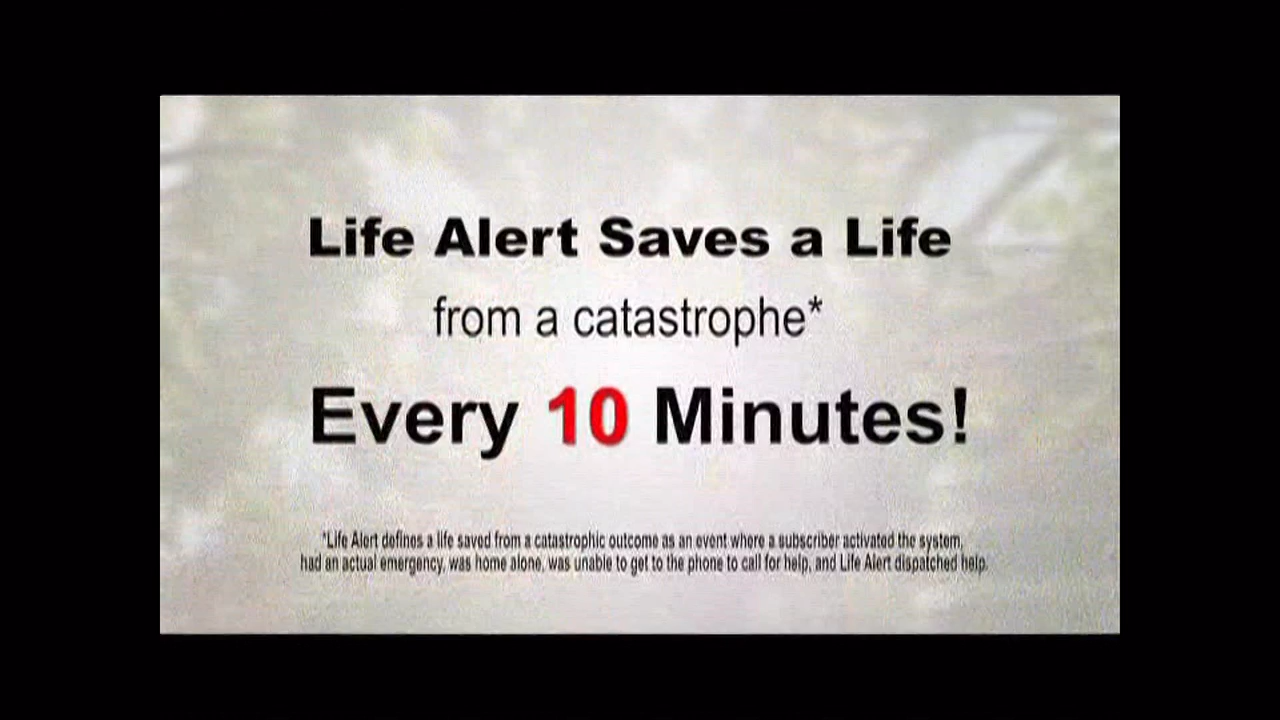 Life Alert Saves a Life
from a catastrophe*
Every 10 Minutes!
*Life Alert defines a life saved from a catastrophic outcome as an event where a subscriber activated the system,
had an actual emergency, was home alone, was unable to get to the phone to call for help, and Life Alert dispatched help.